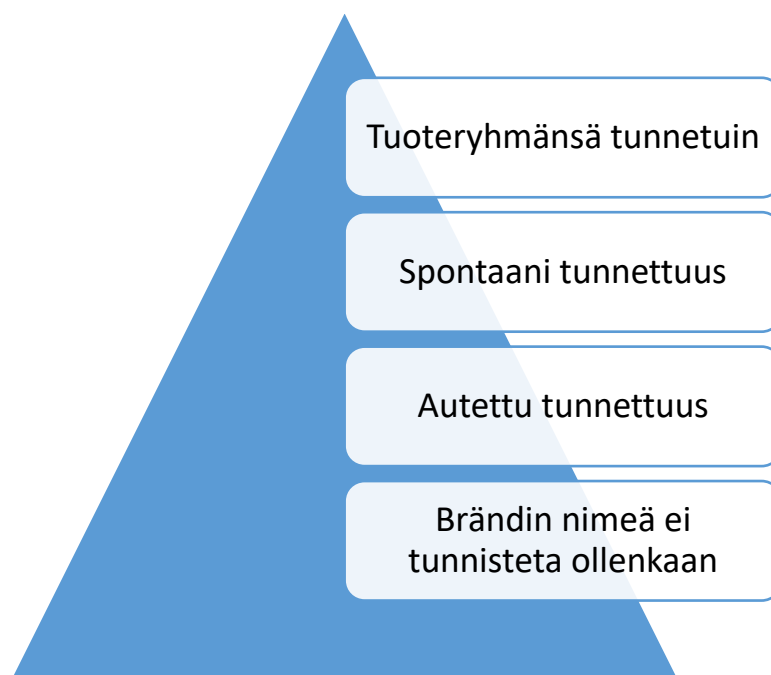 Tuoteryhmänsä tunnetuin
Spontaani tunnettuus
Autettu tunnettuus
Brändin nimeä ei
tunnisteta ollenkaan